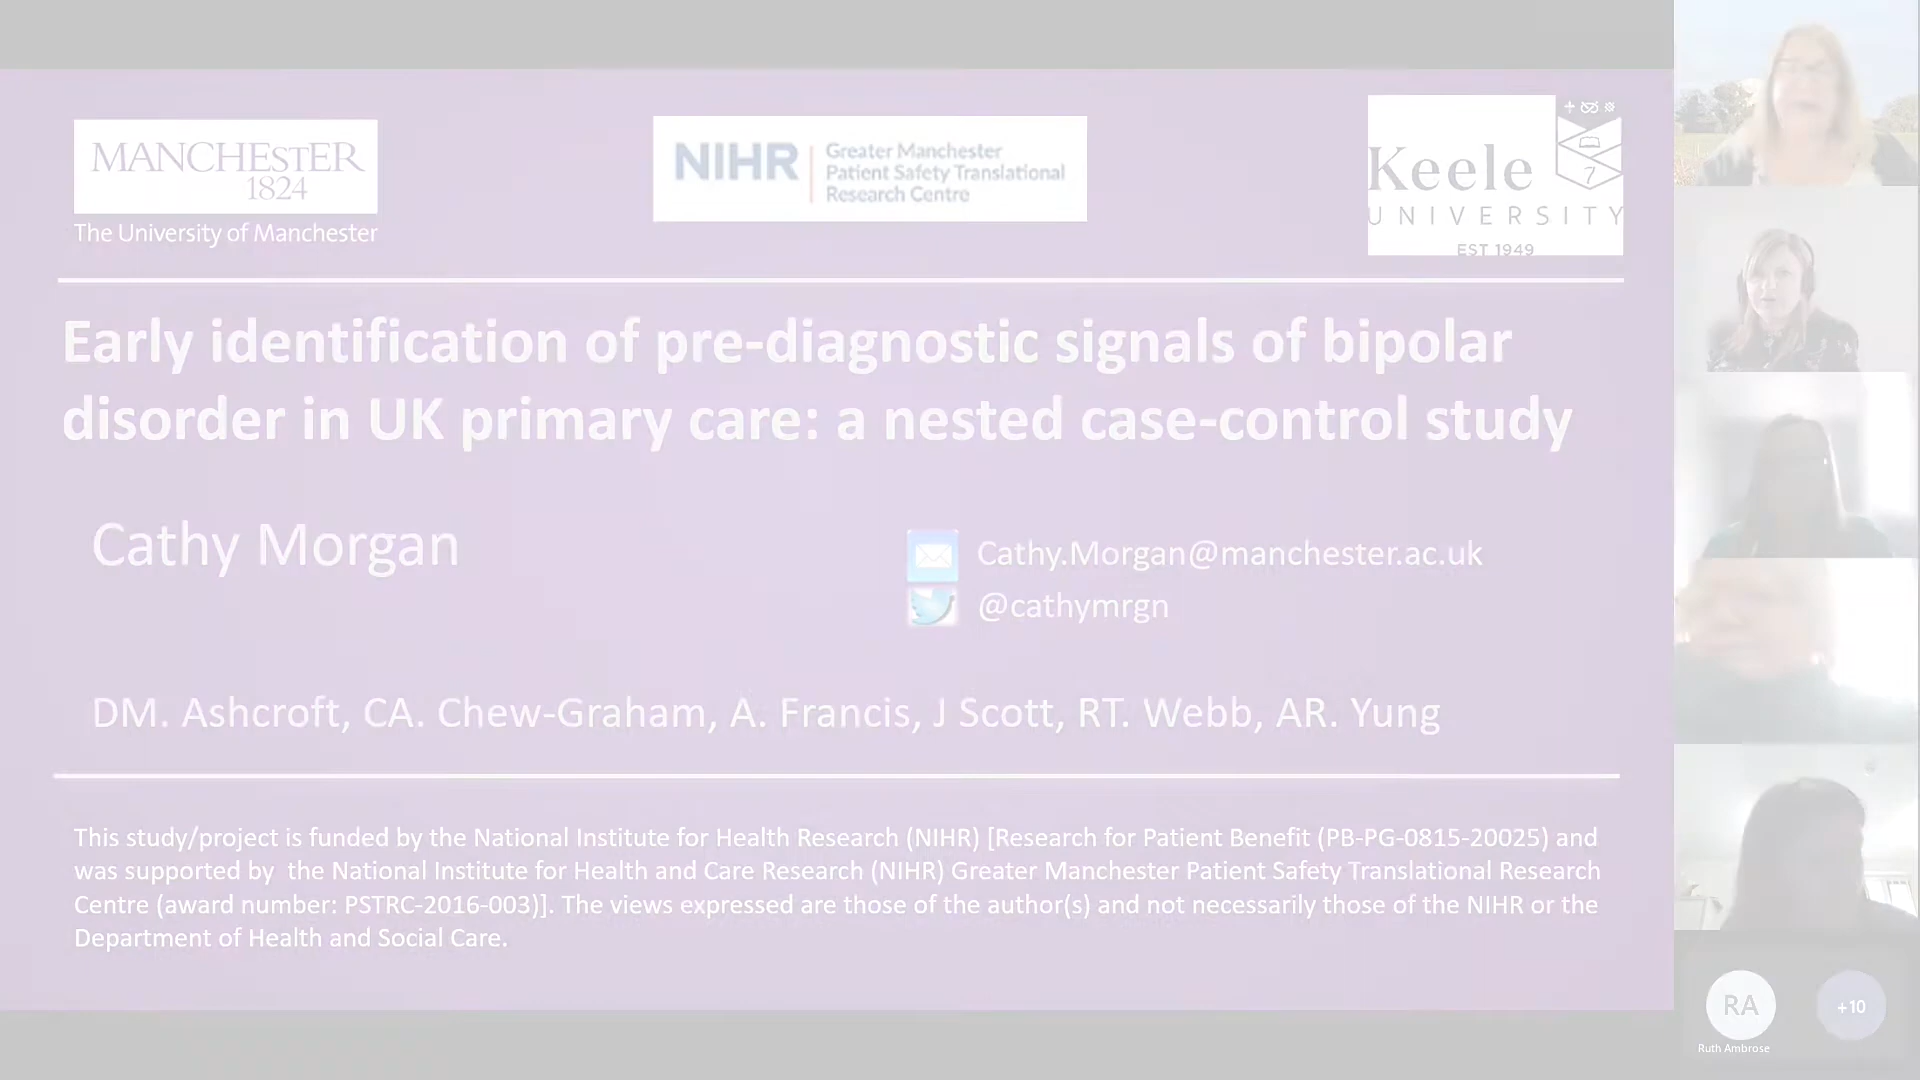 MANCHESTER
1824
The University of Manchester
NIHR
Greater Manchester
Patient Safety Translational
Research Centre
Keele
UNIVERSITY
EST 1949
Early identification of pre-diagnostic signals of bipolar
disorder in UK primary care: a nested case-control study
Cathy Morgan
Cathy.Morgan@manchester.ac.uk
@cathymrgn
DM. Ashcroft, CA. Chew-Graham, A. Francis, J Scott, RT. Webb, AR. Yung
This study/project is funded by the National Institute for Health Research (NIHR) [Research for Patient Benefit (PB-PG-0815-20025) and
was supported by  the National Institute for Health and Care Research (NIHR) Greater Manchester Patient Safety Translational Research
Centre (award number: PSTRC-2016-003)]. The views expressed are those of the author(s) and not necessarily those of the NIHR or the
Department of Health and Social Care.
RA
+10
Ruth Ambrose